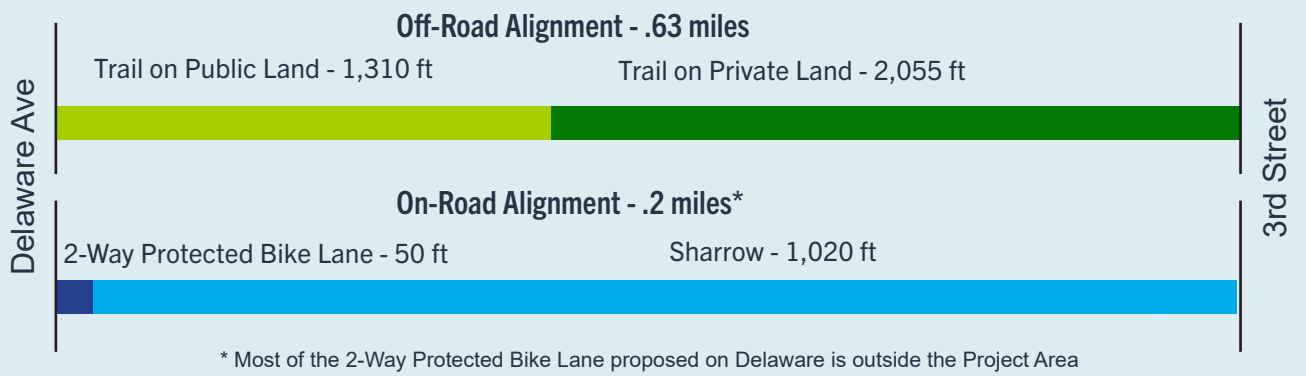 Off-Road Alignment - .63 miles
Trail on Public Land - 1,310 ft
Trail on Private Land - 2,055 ft
Delaware Ave
3rd Street
On-Road Alignment - .2 miles*
2-Way Protected Bike Lane - 50 ft
Sharrow - 1,020 ft
* Most of the 2-Way Protected Bike Lane proposed on Delaware is outside the Project Area